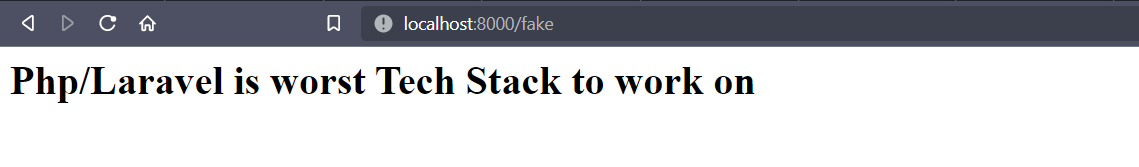 localhost:8000/fake
Php/Laravel is worst Tech Stack to work on